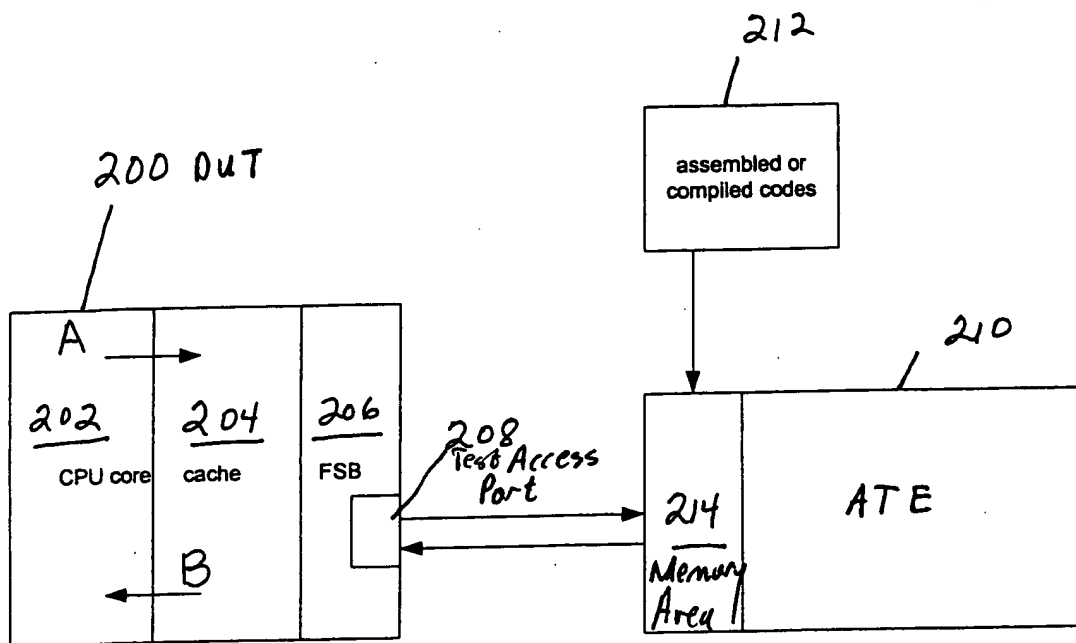 212
assembled or
compiled codes
200 DUT
210
A
202
204
206
208
Test Access
Port
CPU core
cache
FSB
214
ATE
B
Memory
Area